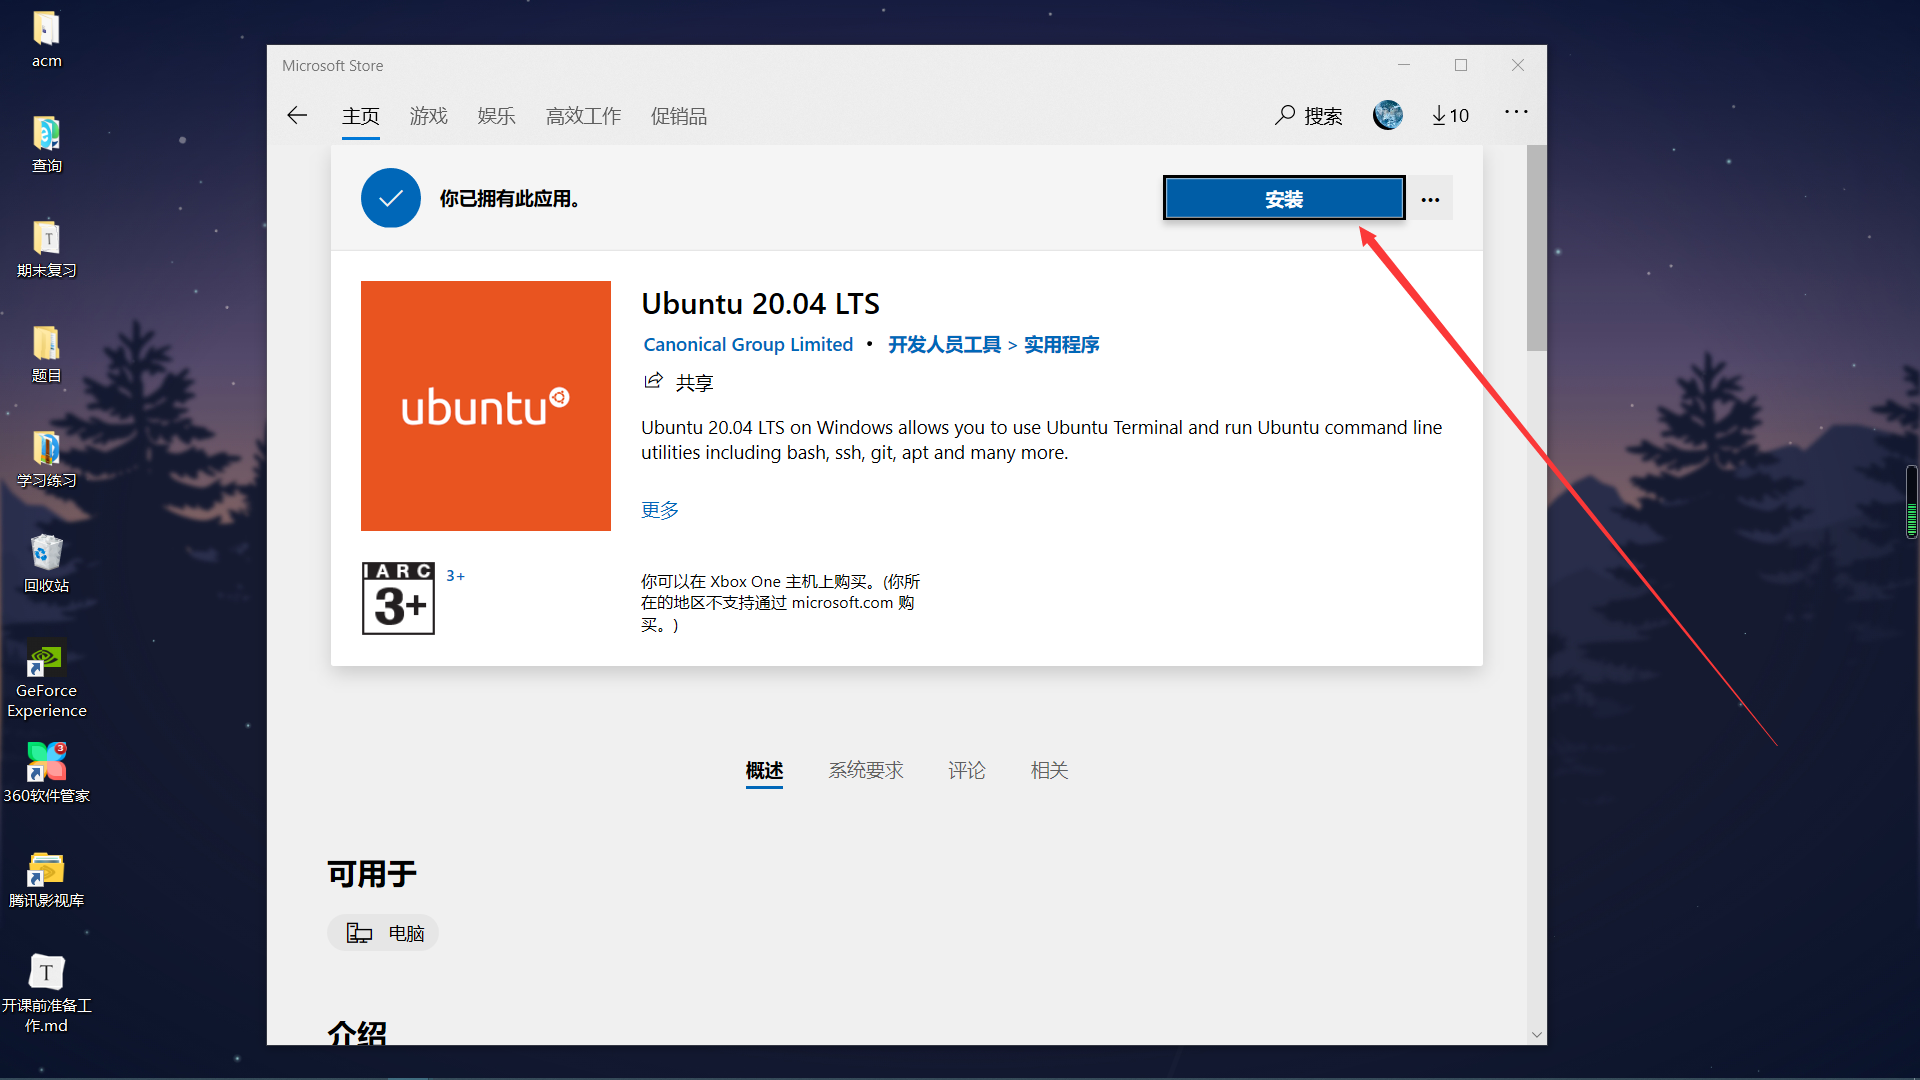 acm
查询
期末复习
题目
学习练习
回收站
GeForce
Experience
3
360软件管家
腾讯影视库
T
开课前准备工
作.md
Microsoft Store
主页 游戏 娱乐 高效工作 促销品
搜索 10 ···
你已拥有此应用。
安装 ···
ubuntu
Ubuntu 20.04 LTS
Canonical Group Limited • 开发人员工具 > 实用程序
共享
Ubuntu 20.04 LTS on Windows allows you to use Ubuntu Terminal and run Ubuntu command line
utilities including bash, ssh, git, apt and many more.
更多
IARC
3+
3+
你可以在 Xbox One 主机上购买。(你所
在的地区不支持通过 microsoft.com 购
买。)
概述 系统要求 评论 相关
可用于
电脑
介绍